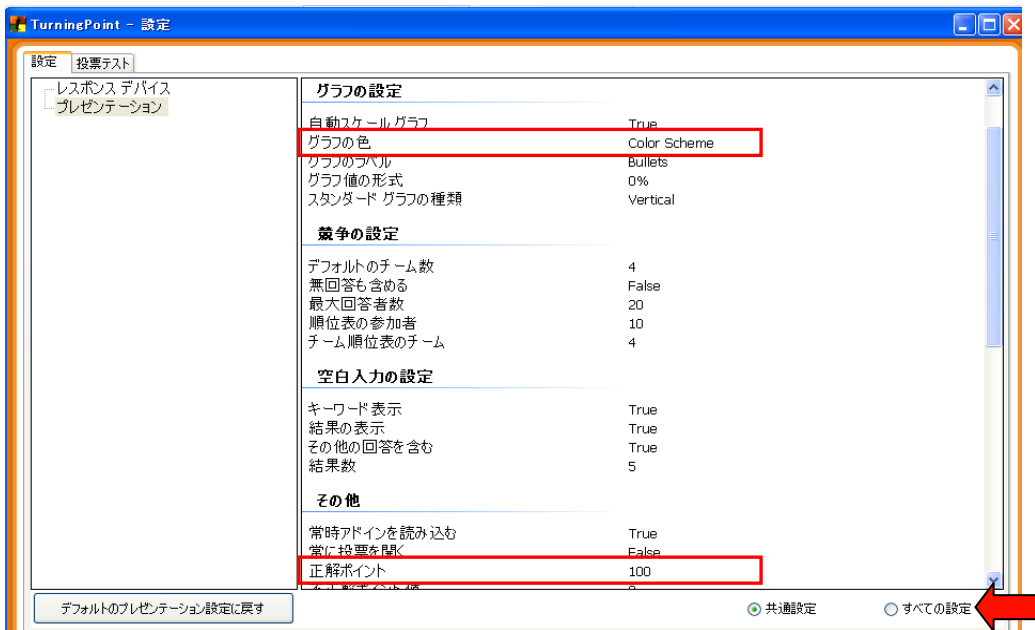 TurningPoint - 設定
設定 投票テスト
レスポンス デバイス
プレゼンテーション
グラフの設定
自動スケール グラフ True
グラフの色 Color Scheme
グラフのラベル Bullets
グラフ値の形式 0%
スタンダード グラフの種類 Vertical
競争の設定
デフォルトのチーム数 4
無回答も含める False
最大回答者数 20
順位表の参加者 10
チーム順位表のチーム 4
空白入力の設定
キーワード表示 True
結果の表示 True
その他の回答を含む True
結果数 5
その他
常時アドインを読み込む True
常に投票を開く False
正解ポイント 100
デフォルトのプレゼンテーション設定に戻す 共通設定 すべての設定